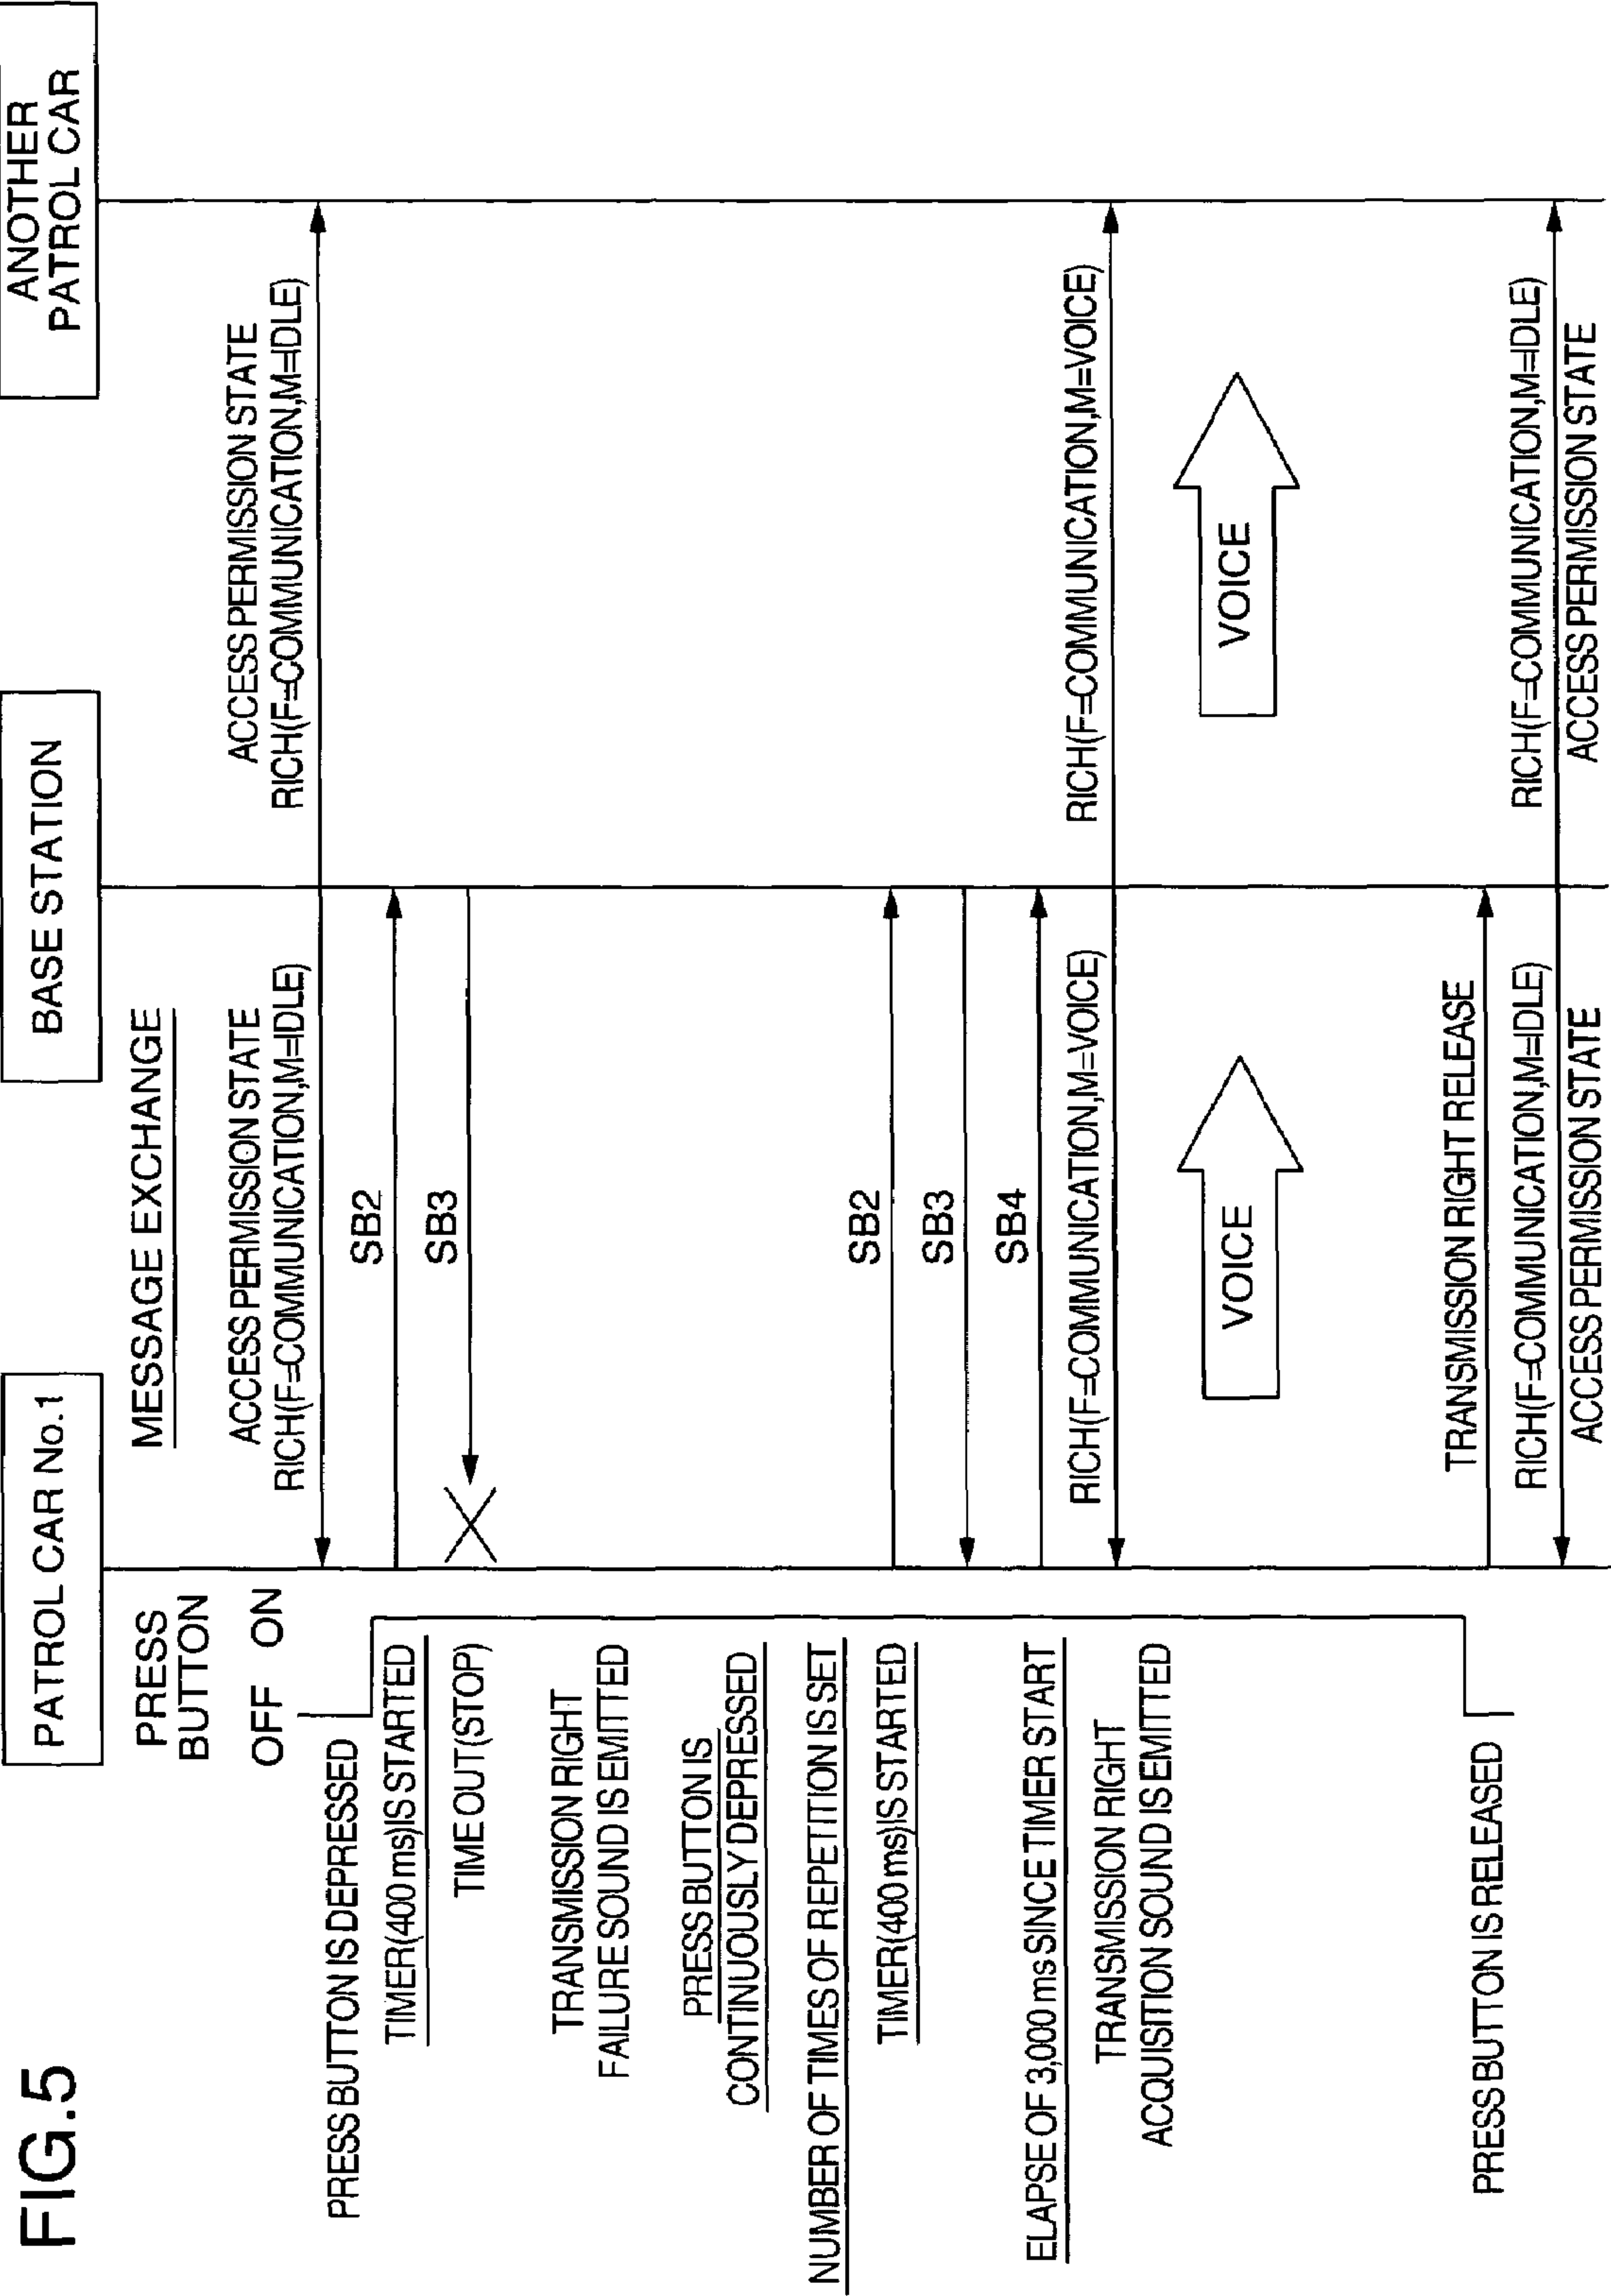 FIG.5
PATROL CAR No.1
BASE STATION
ANOTHER
PATROL CAR
PRESS
BUTTON
OFF ON
MESSAGE EXCHANGE
ACCESS PERMISSION STATE
RICH(F=COMMUNICATION,M=IDLE)
ACCESS PERMISSION STATE
RICH(F=COMMUNICATION,M=IDLE)
PRESS BUTTON IS DEPRESSED
TIMER(400 ms)IS STARTED
SB2
TIME OUT(STOP)
SB3
TRANSMISSION RIGHT
FAILURE SOUND IS EMITTED
PRESS BUTTON IS
CONTINUOUSLY DEPRESSED
NUMBER OF TIMES OF REPETITION IS SET
TIMER(400 ms)IS STARTED
SB2
SB3
SB4
ELAPSE OF 3,000 ms SINCE TIMER START
TRANSMISSION RIGHT
ACQUISITION SOUND IS EMITTED
RICH(F=COMMUNICATION,M=VOICE)
RICH(F=COMMUNICATION,M=VOICE)
VOICE
VOICE
PRESS BUTTON IS RELEASED
TRANSMISSION RIGHT RELEASE
RICH(F=COMMUNICATION,M=IDLE)
ACCESS PERMISSION STATE
RICH(F=COMMUNICATION,M=IDLE)
ACCESS PERMISSION STATE